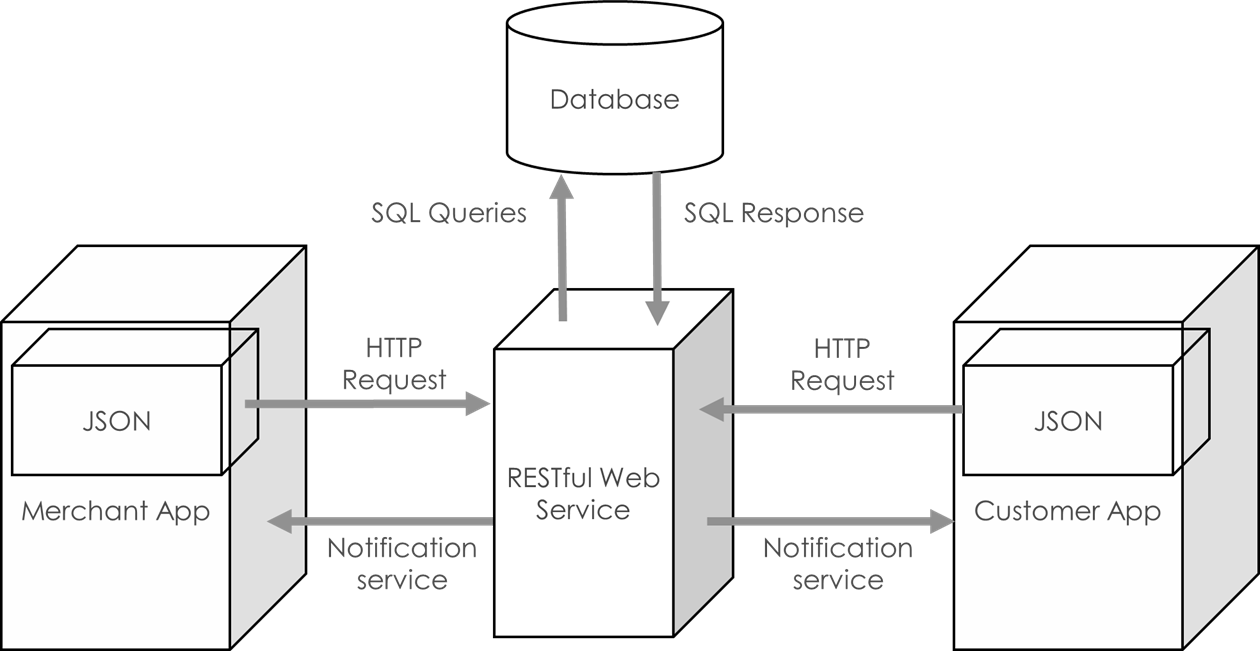 Database
SQL Queries
SQL Response
HTTP
Request
HTTP
Request
JSON
JSON
RESTful Web
Service
Merchant App
Customer App
Notification
service
Notification
service